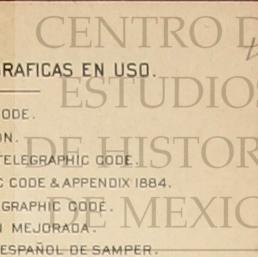 CENTRO D
ESTUDIO
DE HISTOR
DE MEXIC
GRAFICAS EN USO.
ODE.
ON.
TELEGRAPHIC CODE.
C CODE & APPENDIX 1884.
GRAPHIC CODE.
N MEJORADA.
ESPAÑOL DE SAMPER.